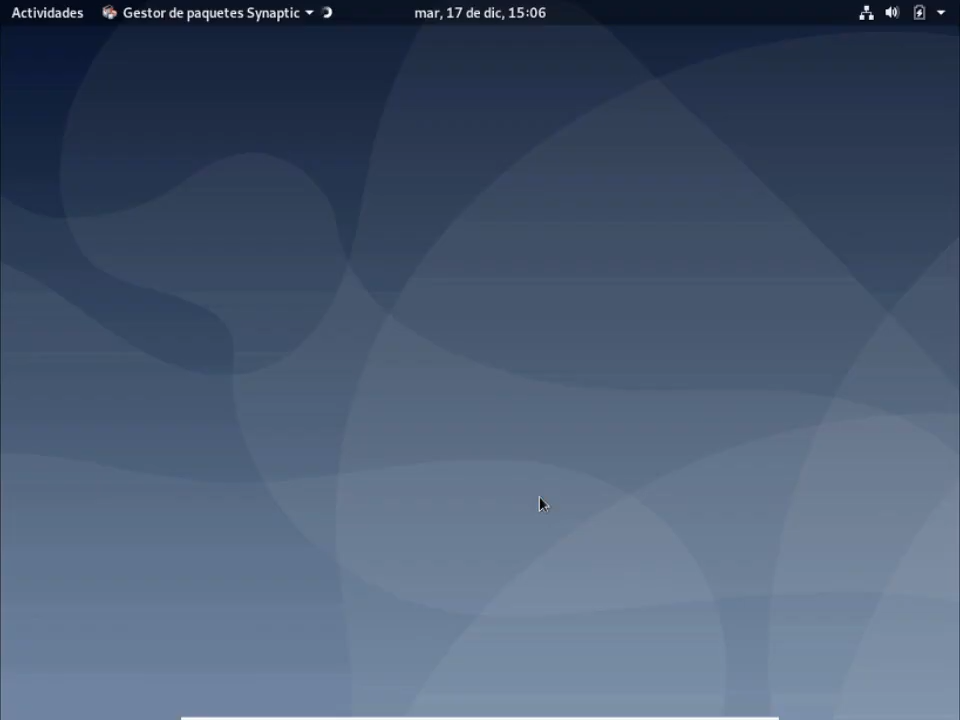 Actividades Gestor de paquetes Synaptic mar, 17 de dic, 15:06